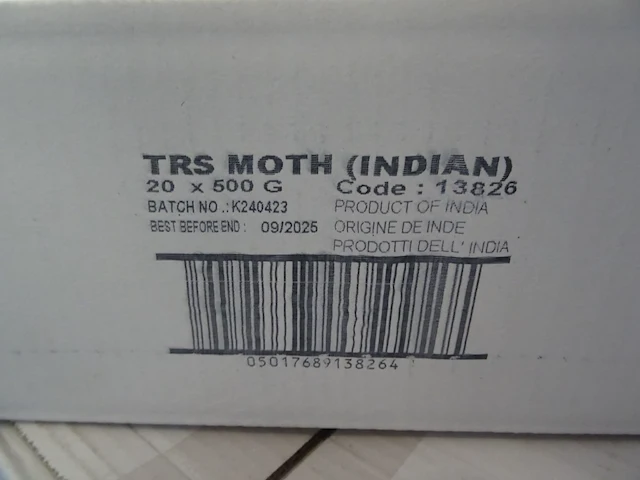 TRS MOTH (INDIAN)
20 x 500 G Code : 13826
BATCH NO .: K240423 PRODUCT OF INDIA
BEST BEFORE END : 09/2025 ORIGINE DE INDE
PRODOTTI DELL' INDIA
05017689138264